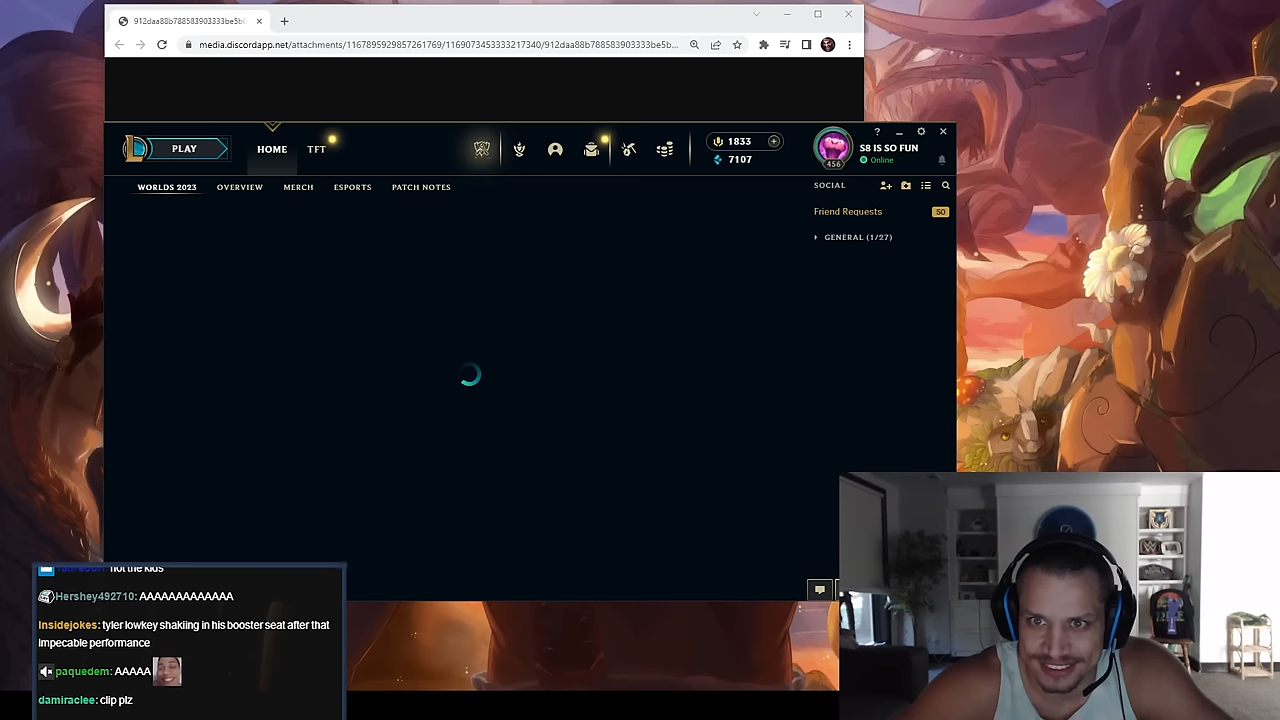 912daa88b788583903333be5b
media.discordapp.net/attachments/1167895929857261769/1169073453333217340/912daa88b788583903333be5b...
PLAY
HOME
TFT
1833
7107
456
?
S8 IS SO FUN
Online
WORLDS 2023
OVERVIEW
MERCH
ESPORTS
PATCH NOTES
SOCIAL
Friend Requests
50
GENERAL (1/27)
not the kids
Hershey492710: AAAAAAAAAAAAA
Insidejokes: tyler lowkey shakiing in his booster seat after that
impecable performance
paquedem: AAAAA
damiraclee: clip plz